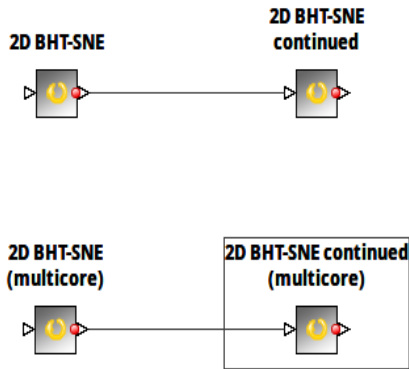 2D BHT-SNE
2D BHT-SNE
continued
2D BHT-SNE
(multicore)
2D BHT-SNE continued
(multicore)